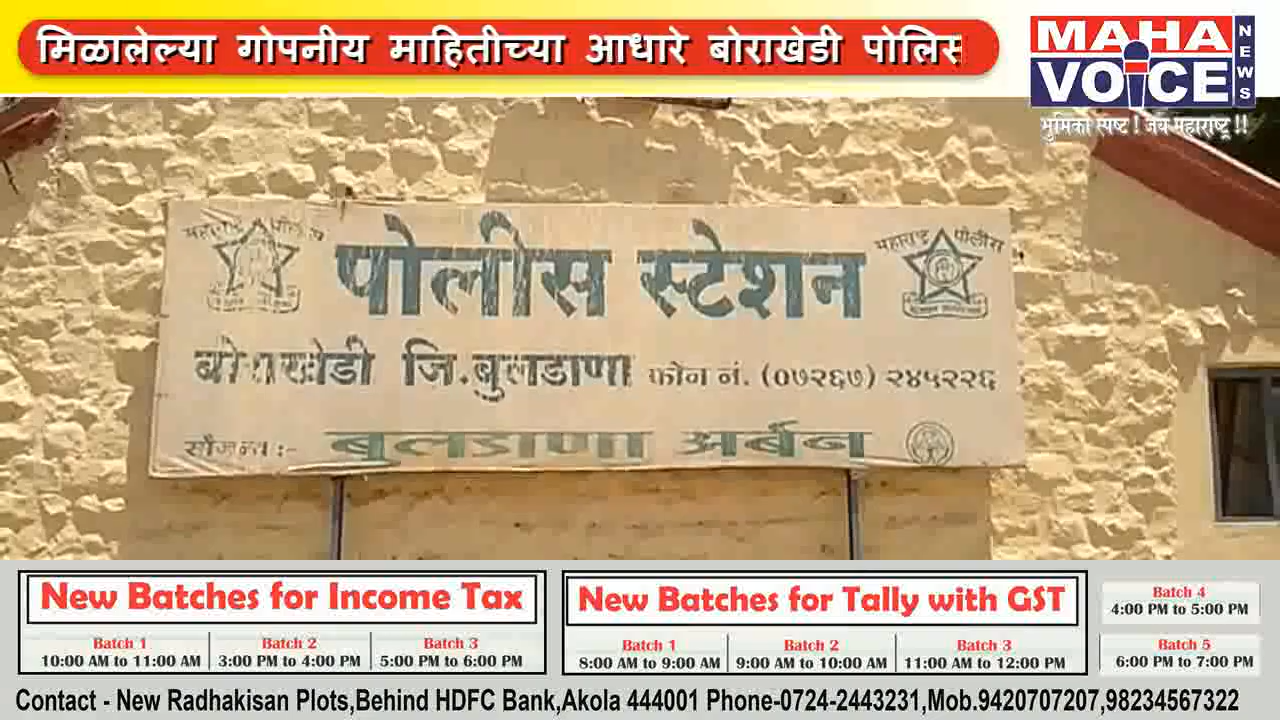 मिळालेल्या गोपनीय माहितीच्या आधारे बोराखेडी पोलिस
MAHA
VOICE
NEWS
भुमिका स्पष्ट ! जय महाराष्ट्र !!
महाराष्ट्र पोलीस
पोलीस स्टेशन
महाराष्ट्र पोलीस
बोराखेडी जि.बुलडाणा फोन नं. (०७२६७) २४५२२६
सौजन्य :-
बुलडाणा अर्बन
New Batches for Income Tax
Batch 1
10:00 AM to 11:00 AM
Batch 2
3:00 PM to 4:00 PM
Batch 3
5:00 PM to 6:00 PM
New Batches for Tally with GST
Batch 1
8:00 AM to 9:00 AM
Batch 2
9:00 AM to 10:00 AM
Batch 3
11:00 AM to 12:00 PM
Batch 4
4:00 PM to 5:00 PM
Batch 5
6:00 PM to 7:00 PM
Contact - New Radhakisan Plots,Behind HDFC Bank,Akola 444001 Phone-0724-2443231,Mob.9420707207,98234567322